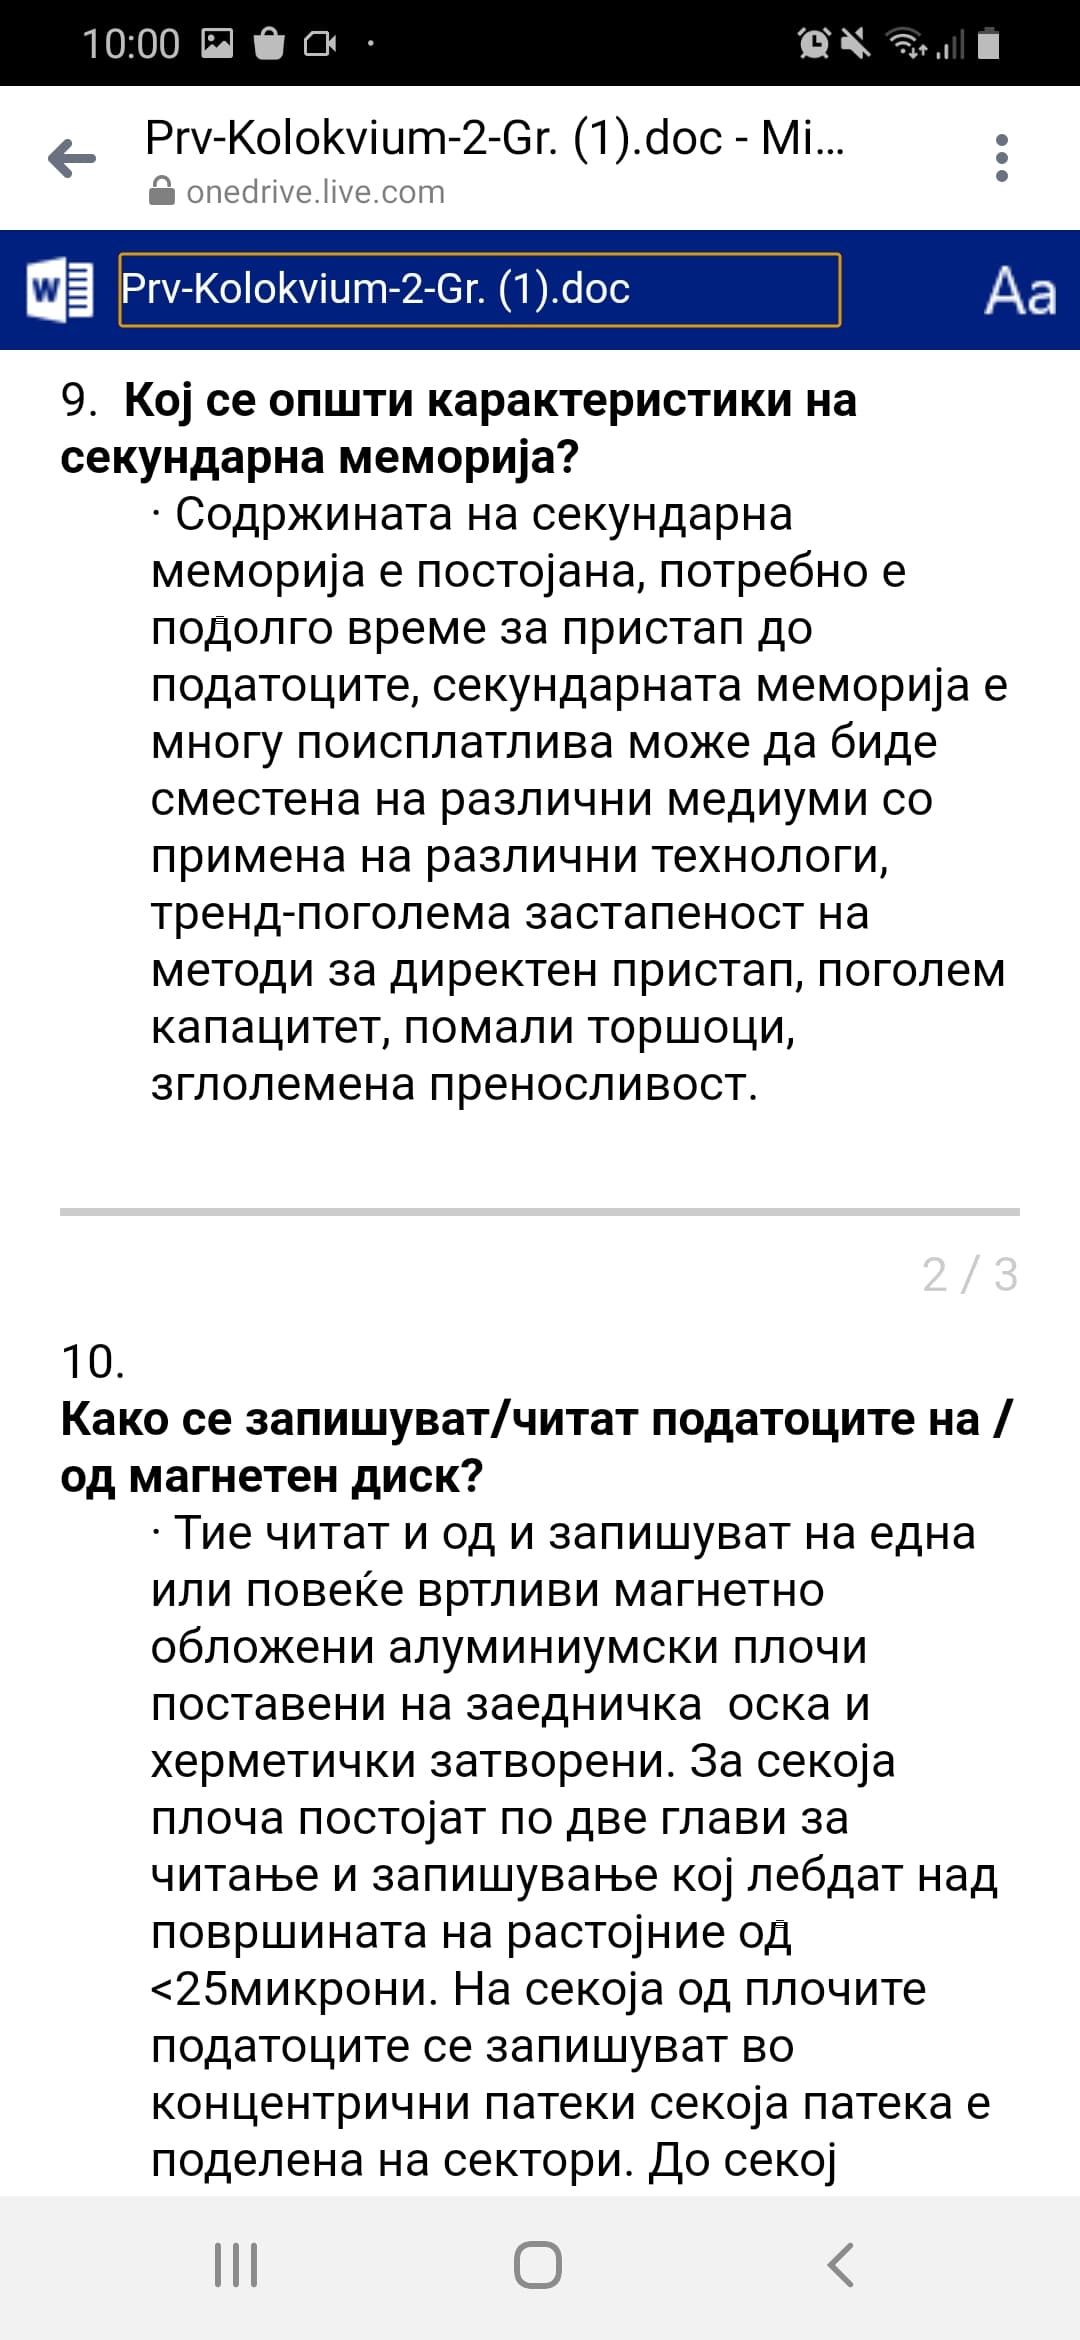 10:00
Prv-Kolokvium-2-Gr. (1).doc - Mi...
onedrive.live.com
W Prv-Kolokvium-2-Gr. (1).doc Aa
9. Кој се општи карактеристики на
секундарна меморија?
· Содржината на секундарна
меморија е постојана, потребно е
подолго време за пристап до
податоците, секундарната меморија е
многу поисплатлива може да биде
сместена на различни медиуми со
примена на различни технологи,
тренд-поголема застапеност на
методи за директен пристап, поголем
капацитет, помали торшоци,
зглолемена преносливост.
2 / 3
10.
Како се запишуват/читат податоците на /
од магнетен диск?
· Тие читат и од и запишуват на една
или повеќе вртливи магнетно
обложени алуминиумски плочи
поставени на заедничка  оска и
херметички затворени. За секоја
плоча постојат по две глави за
читање и запишување кој лебдат над
површината на растојние од
<25микрони. На секоја од плочите
податоците се запишуват во
концентрични патеки секоја патека е
поделена на сектори. До секој